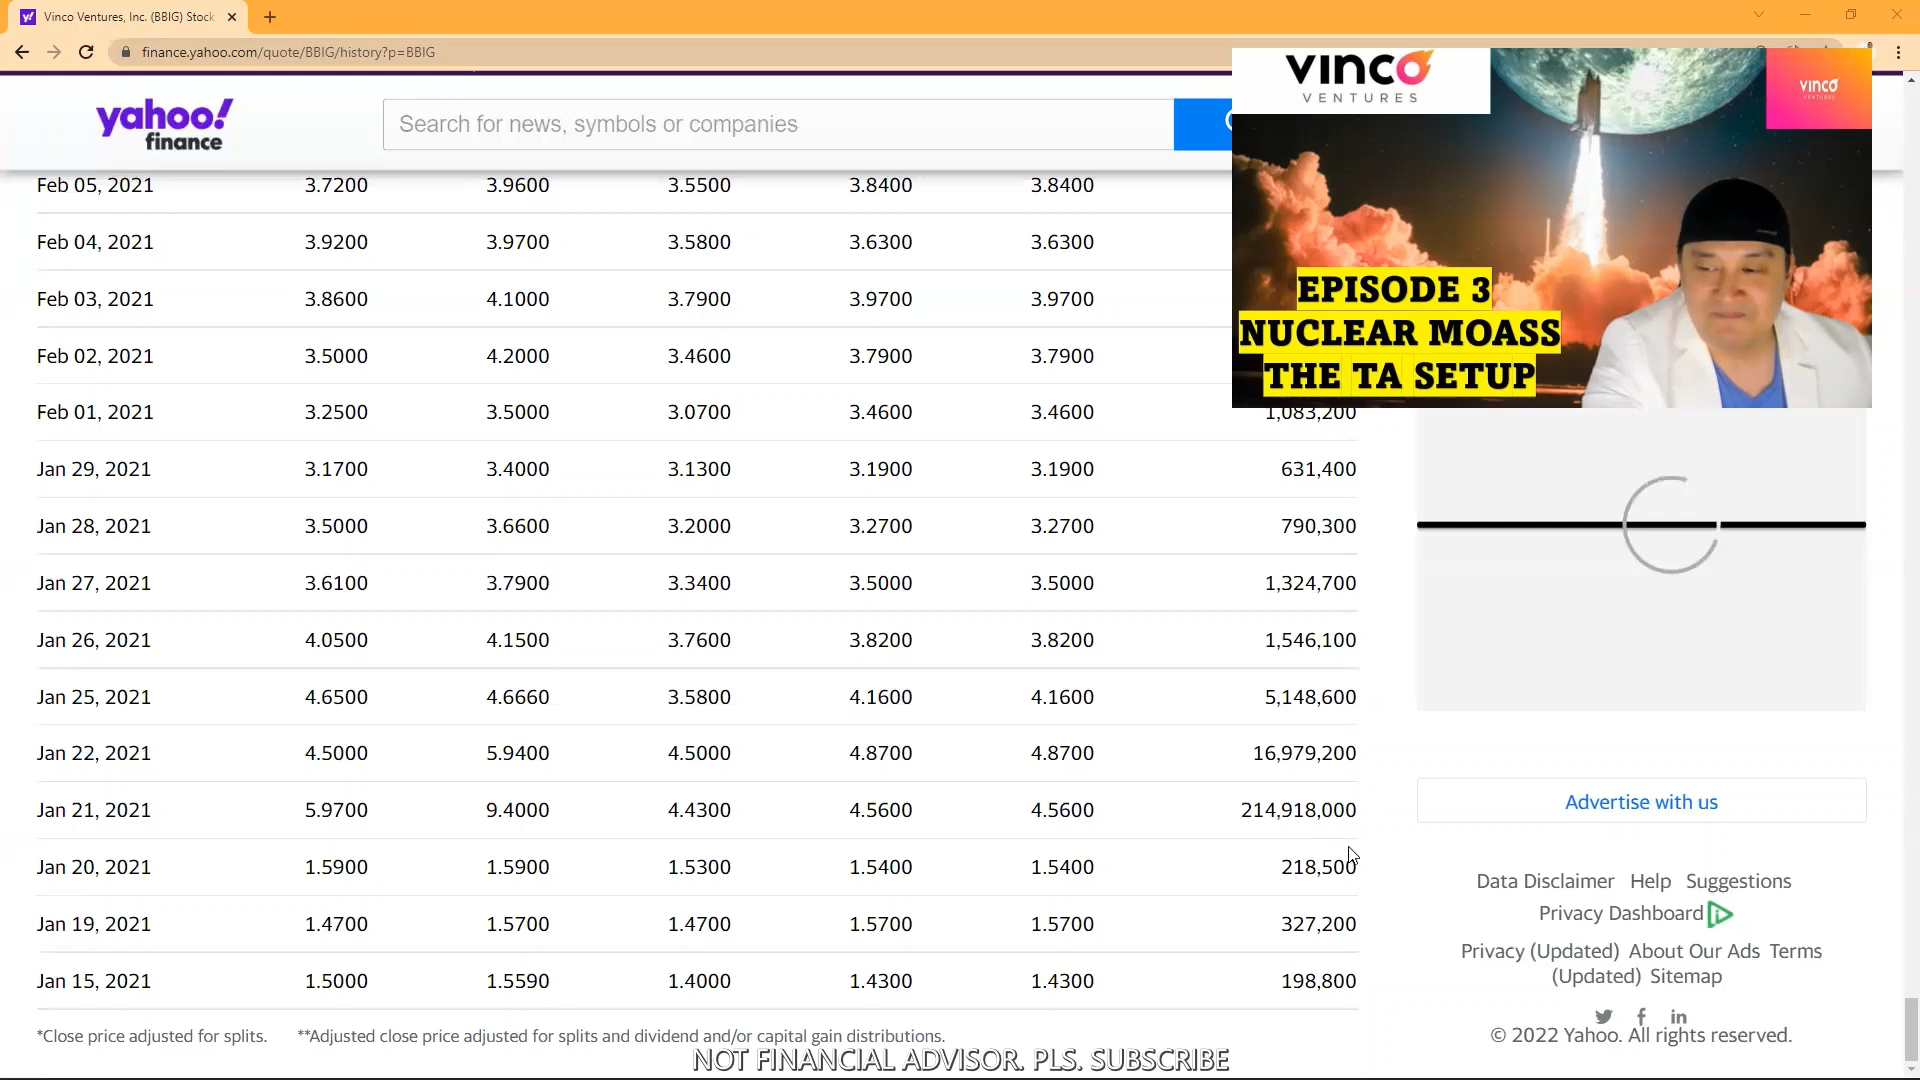 Vinco Ventures, Inc. (BBIG) Stock
finance.yahoo.com/quote/BBIG/history?p=BBIG
yahoo!
finance
Search for news, symbols or companies
vinco
VENTURES
vinco
EPISODE 3
NUCLEAR MOASS
THE TA SETUP
Feb 05, 2021 3.7200 3.9600 3.5500 3.8400 3.8400
Feb 04, 2021 3.9200 3.9700 3.5800 3.6300 3.6300
Feb 03, 2021 3.8600 4.1000 3.7900 3.9700 3.9700
Feb 02, 2021 3.5000 4.2000 3.4600 3.7900 3.7900
Feb 01, 2021 3.2500 3.5000 3.0700 3.4600 3.4600 1,083,200
Jan 29, 2021 3.1700 3.4000 3.1300 3.1900 3.1900 631,400
Jan 28, 2021 3.5000 3.6600 3.2000 3.2700 3.2700 790,300
Jan 27, 2021 3.6100 3.7900 3.3400 3.5000 3.5000 1,324,700
Jan 26, 2021 4.0500 4.1500 3.7600 3.8200 3.8200 1,546,100
Jan 25, 2021 4.6500 4.6660 3.5800 4.1600 4.1600 5,148,600
Jan 22, 2021 4.5000 5.9400 4.5000 4.8700 4.8700 16,979,200
Jan 21, 2021 5.9700 9.4000 4.4300 4.5600 4.5600 214,918,000
Jan 20, 2021 1.5900 1.5900 1.5300 1.5400 1.5400 218,500
Jan 19, 2021 1.4700 1.5700 1.4700 1.5700 1.5700 327,200
Jan 15, 2021 1.5000 1.5590 1.4000 1.4300 1.4300 198,800
*Close price adjusted for splits. **Adjusted close price adjusted for splits and dividend and/or capital gain distributions.
Advertise with us
Data Disclaimer Help Suggestions
Privacy Dashboard
Privacy (Updated) About Our Ads Terms
(Updated) Sitemap
© 2022 Yahoo. All rights reserved.
NOT FINANCIAL ADVISOR. PLS. SUBSCRIBE